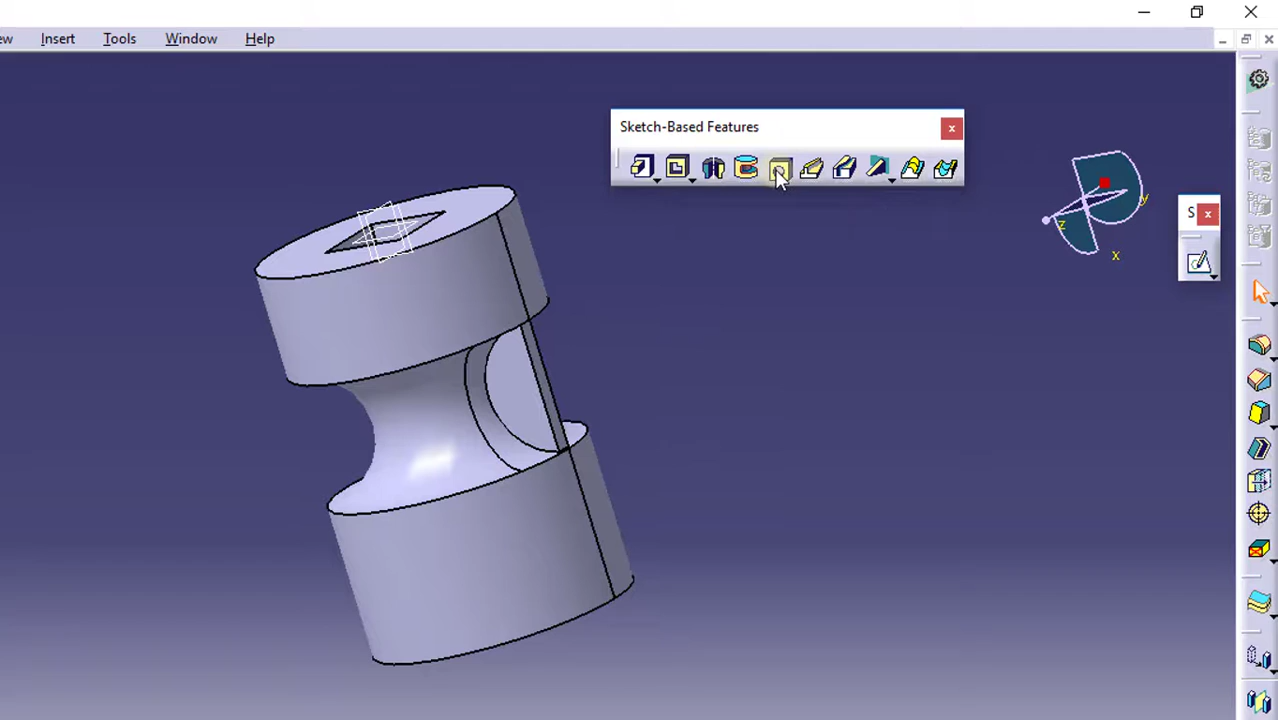 ew Insert Tools Window Help
Sketch-Based Features
x
y
z
x
S
x